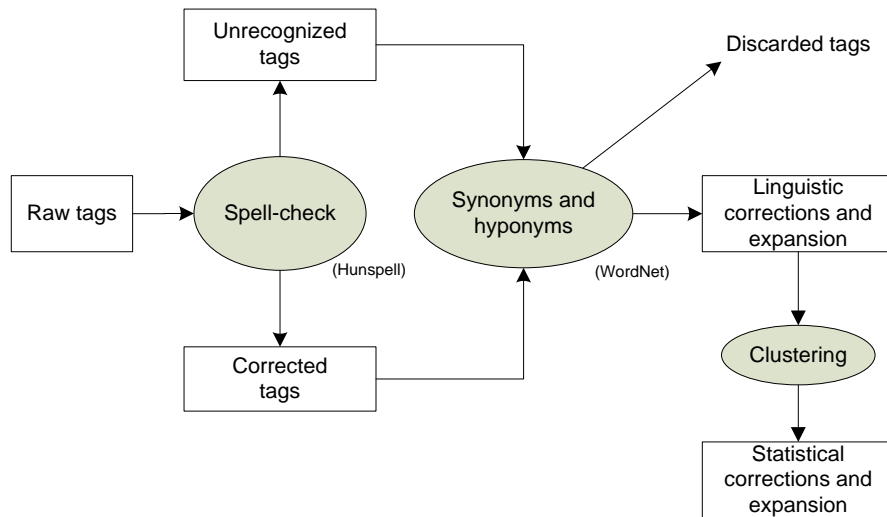 Unrecognized
tags
Discarded tags
Raw tags
Spell-check
(Hunspell)
Synonyms and
hyponyms
(WordNet)
Linguistic
corrections and
expansion
Corrected
tags
Clustering
Statistical
corrections and
expansion